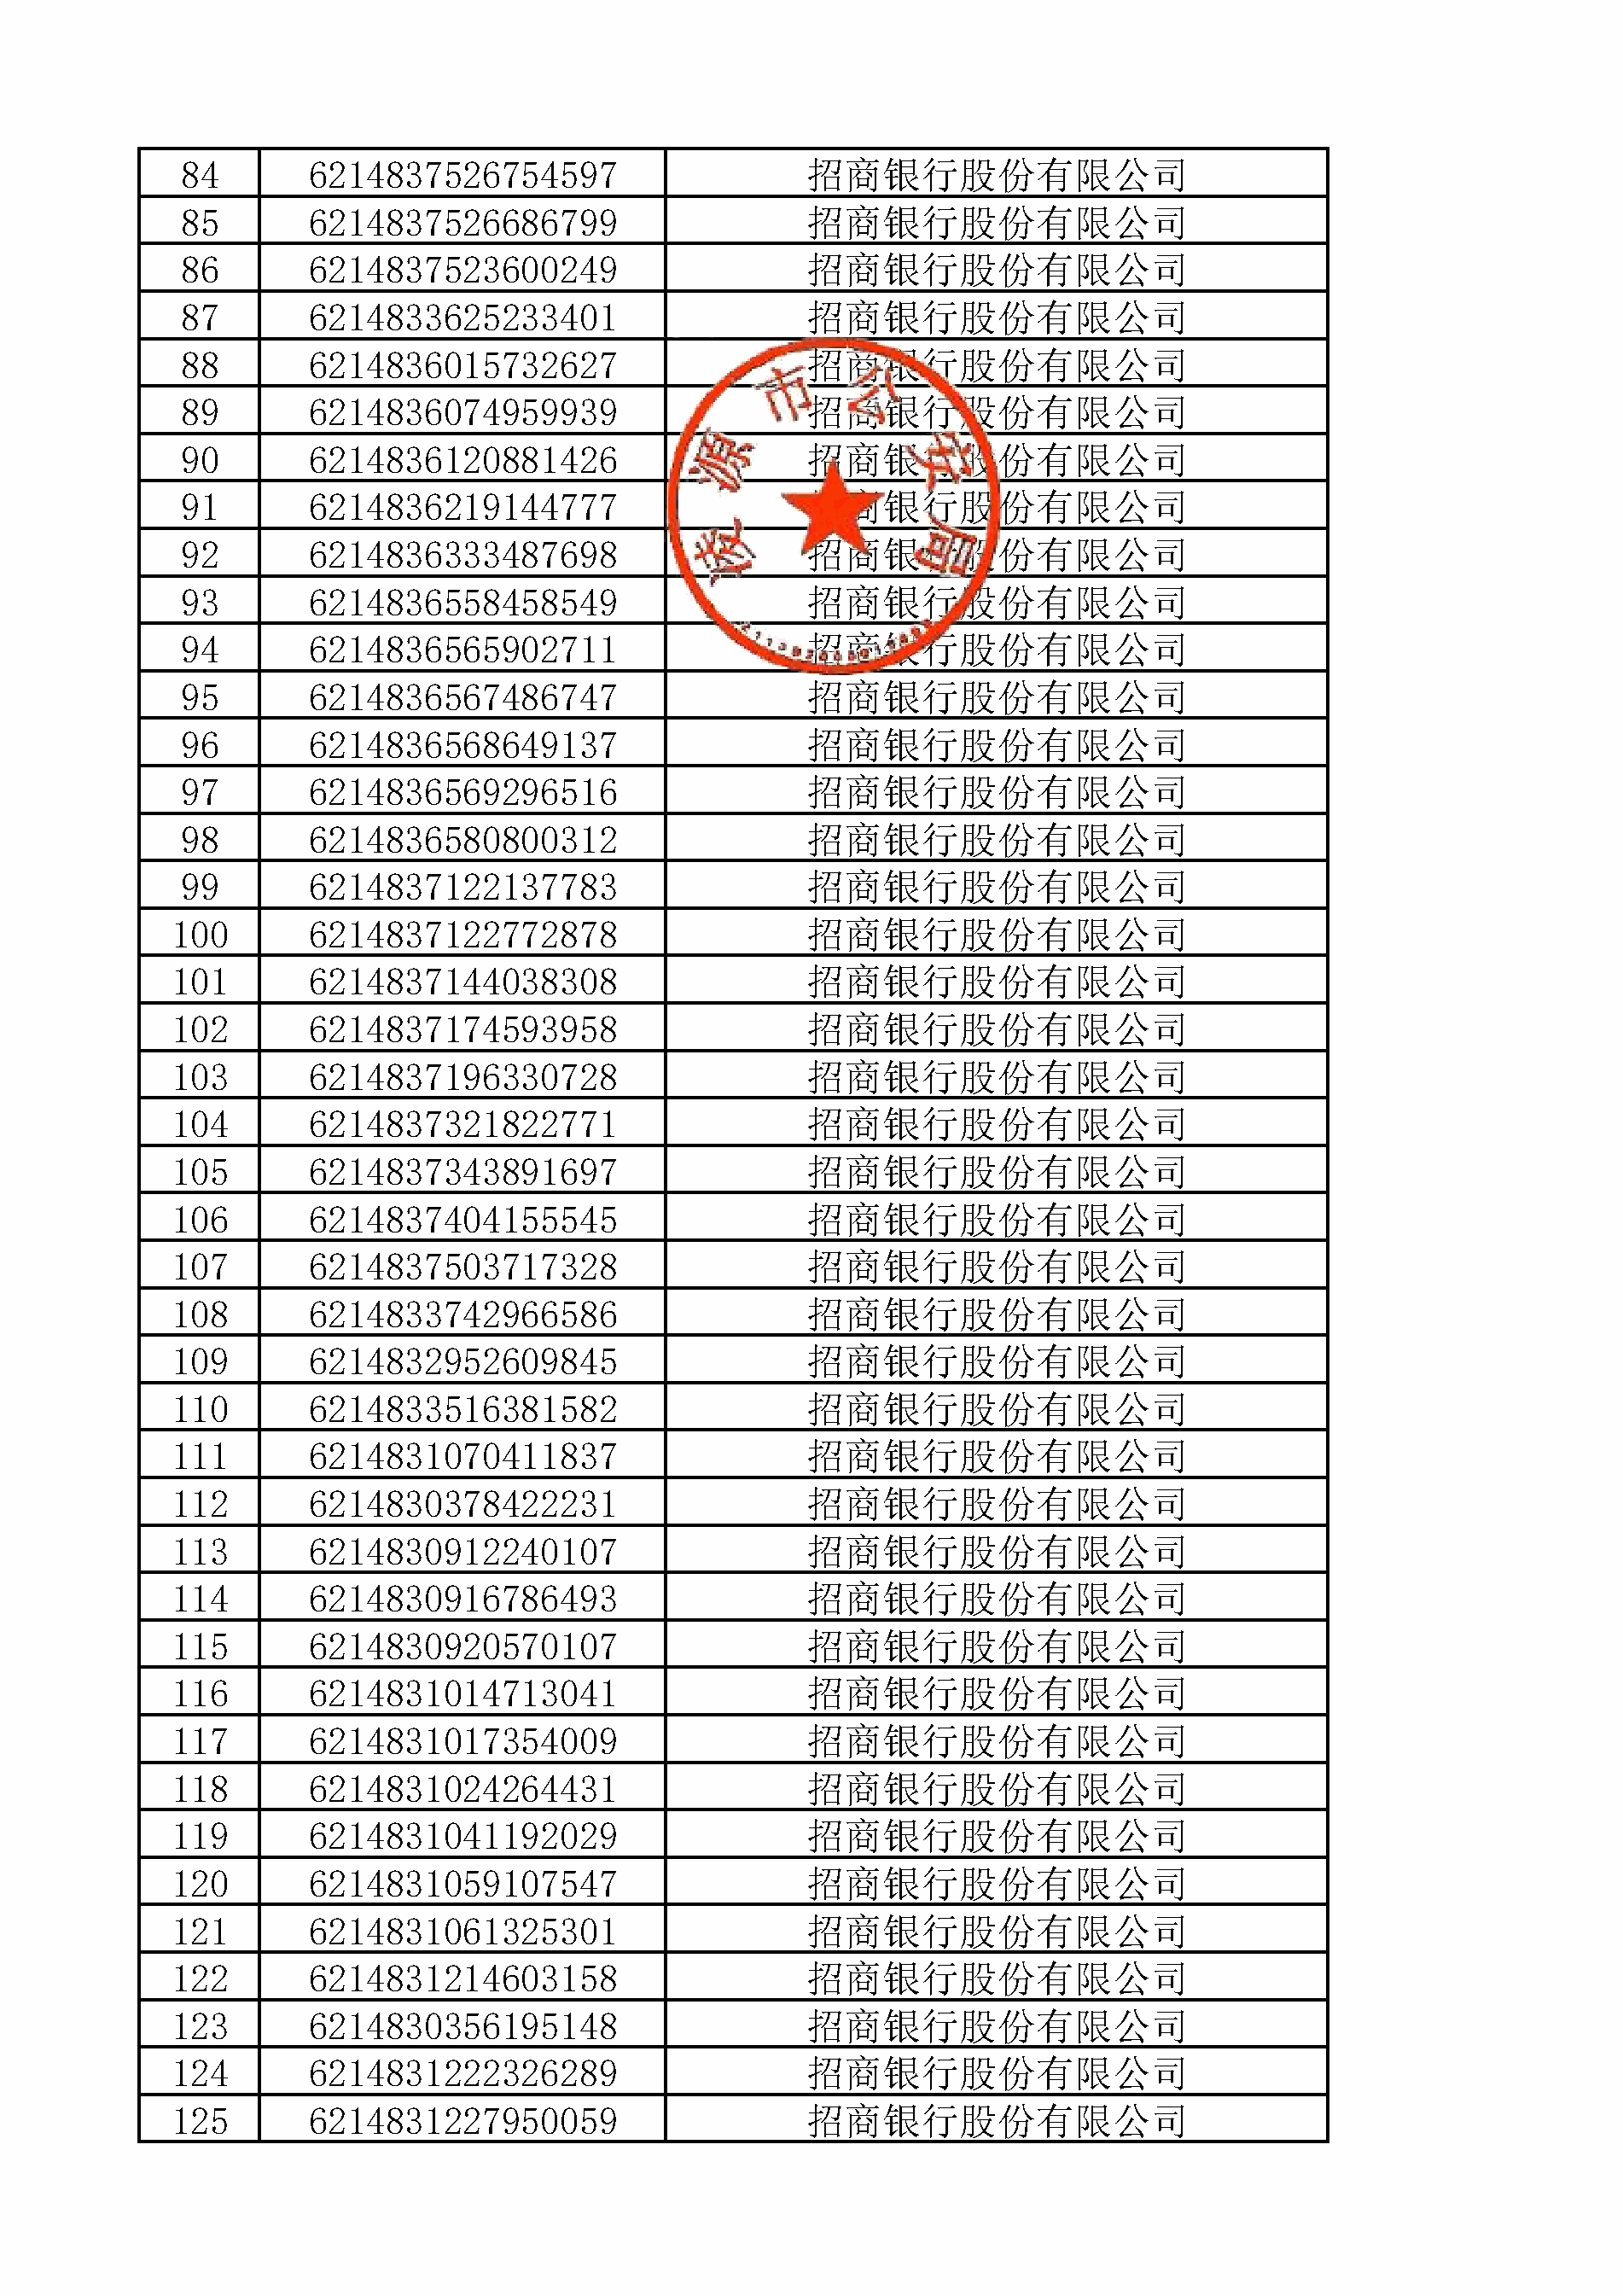 84 6214837526754597 招商银行股份有限公司
85 6214837526686799 招商银行股份有限公司
86 6214837523600249 招商银行股份有限公司
87 6214833625233401 招商银行股份有限公司
88 6214836015732627 招商银行股份有限公司
89 6214836074959939 招商银行股份有限公司
90 6214836120881426 招商银行股份有限公司
91 6214836219144777 招商银行股份有限公司
92 6214836333487698 招商银行股份有限公司
93 6214836558458549 招商银行股份有限公司
94 6214836565902711 招商银行股份有限公司
95 6214836567486747 招商银行股份有限公司
96 6214836568649137 招商银行股份有限公司
97 6214836569296516 招商银行股份有限公司
98 6214836580800312 招商银行股份有限公司
99 6214837122137783 招商银行股份有限公司
100 6214837122772878 招商银行股份有限公司
101 6214837144038308 招商银行股份有限公司
102 6214837174593958 招商银行股份有限公司
103 6214837196330728 招商银行股份有限公司
104 6214837321822771 招商银行股份有限公司
105 6214837343891697 招商银行股份有限公司
106 6214837404155545 招商银行股份有限公司
107 6214837503717328 招商银行股份有限公司
108 6214833742966586 招商银行股份有限公司
109 6214832952609845 招商银行股份有限公司
110 6214833516381582 招商银行股份有限公司
111 6214831070411837 招商银行股份有限公司
112 6214830378422231 招商银行股份有限公司
113 6214830912240107 招商银行股份有限公司
114 6214830916786493 招商银行股份有限公司
115 6214830920570107 招商银行股份有限公司
116 6214831014713041 招商银行股份有限公司
117 6214831017354009 招商银行股份有限公司
118 6214831024264431 招商银行股份有限公司
119 6214831041192029 招商银行股份有限公司
120 6214831059107547 招商银行股份有限公司
121 6214831061325301 招商银行股份有限公司
122 6214831214603158 招商银行股份有限公司
123 6214830356195148 招商银行股份有限公司
124 6214831222326289 招商银行股份有限公司
125 6214831227950059 招商银行股份有限公司
凌源市公安局